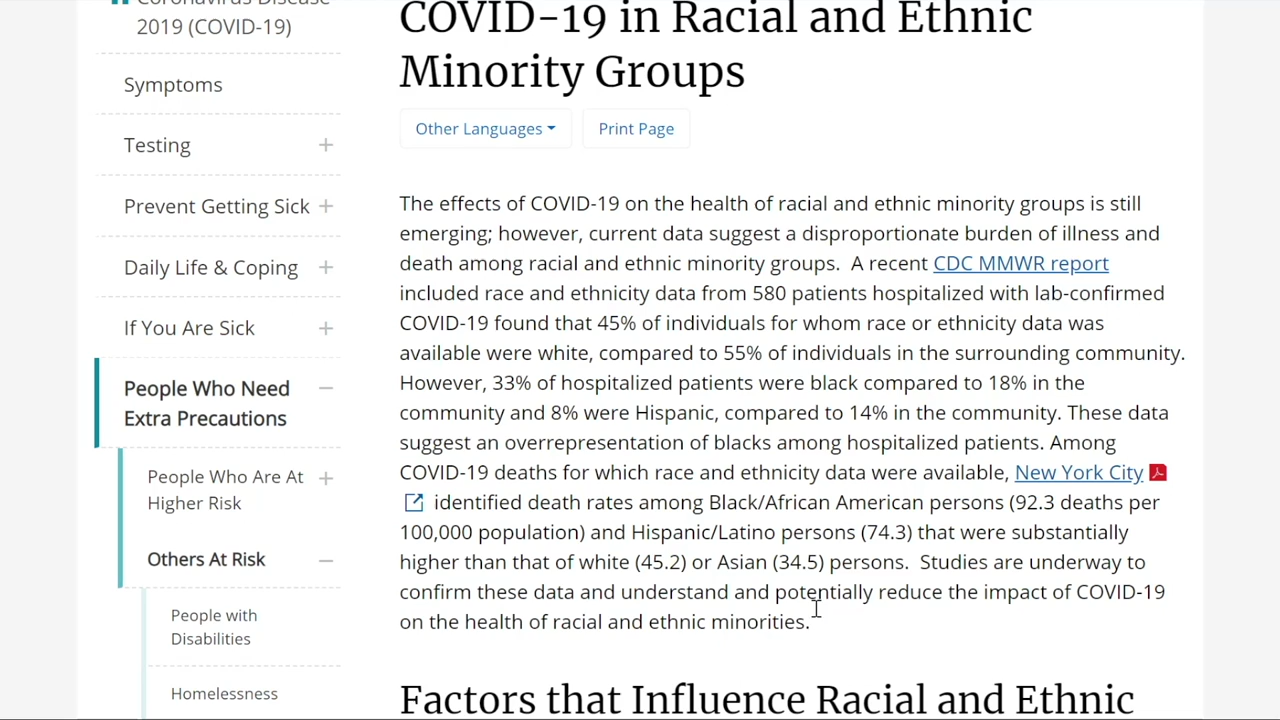 Coronavirus Disease
2019 (COVID-19)
Symptoms
Testing
Prevent Getting Sick
Daily Life & Coping
If You Are Sick
People Who Need
Extra Precautions
People Who Are At
Higher Risk
Others At Risk
People with
Disabilities
Homelessness
COVID-19 in Racial and Ethnic
Minority Groups
Other Languages
Print Page
The effects of COVID-19 on the health of racial and ethnic minority groups is still
emerging; however, current data suggest a disproportionate burden of illness and
death among racial and ethnic minority groups.  A recent CDC MMWR report
included race and ethnicity data from 580 patients hospitalized with lab-confirmed
COVID-19 found that 45% of individuals for whom race or ethnicity data was
available were white, compared to 55% of individuals in the surrounding community.
However, 33% of hospitalized patients were black compared to 18% in the
community and 8% were Hispanic, compared to 14% in the community. These data
suggest an overrepresentation of blacks among hospitalized patients. Among
COVID-19 deaths for which race and ethnicity data were available, New York City
identified death rates among Black/African American persons (92.3 deaths per
100,000 population) and Hispanic/Latino persons (74.3) that were substantially
higher than that of white (45.2) or Asian (34.5) persons.  Studies are underway to
confirm these data and understand and potentially reduce the impact of COVID-19
on the health of racial and ethnic minorities.
Factors that Influence Racial and Ethnic